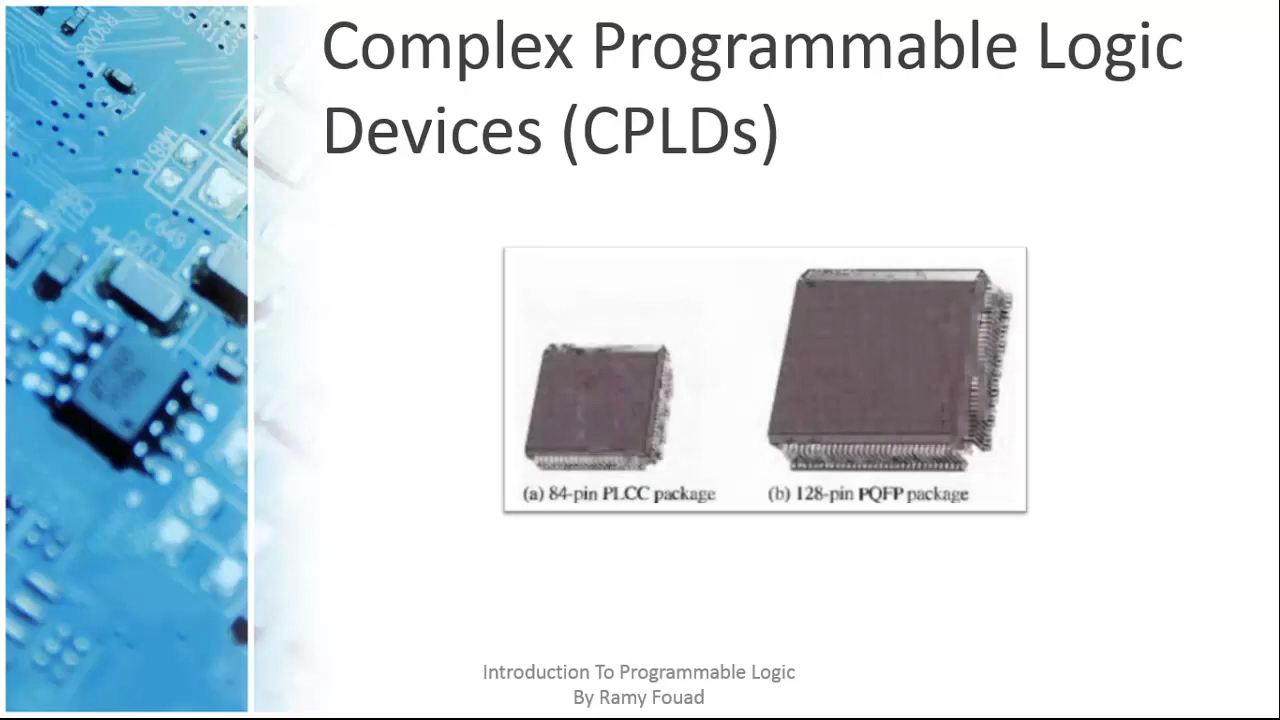 Complex Programmable Logic
Devices (CPLDs)
(a) 84-pin PLCC package
(b) 128-pin PQFP package
Introduction To Programmable Logic
By Ramy Fouad